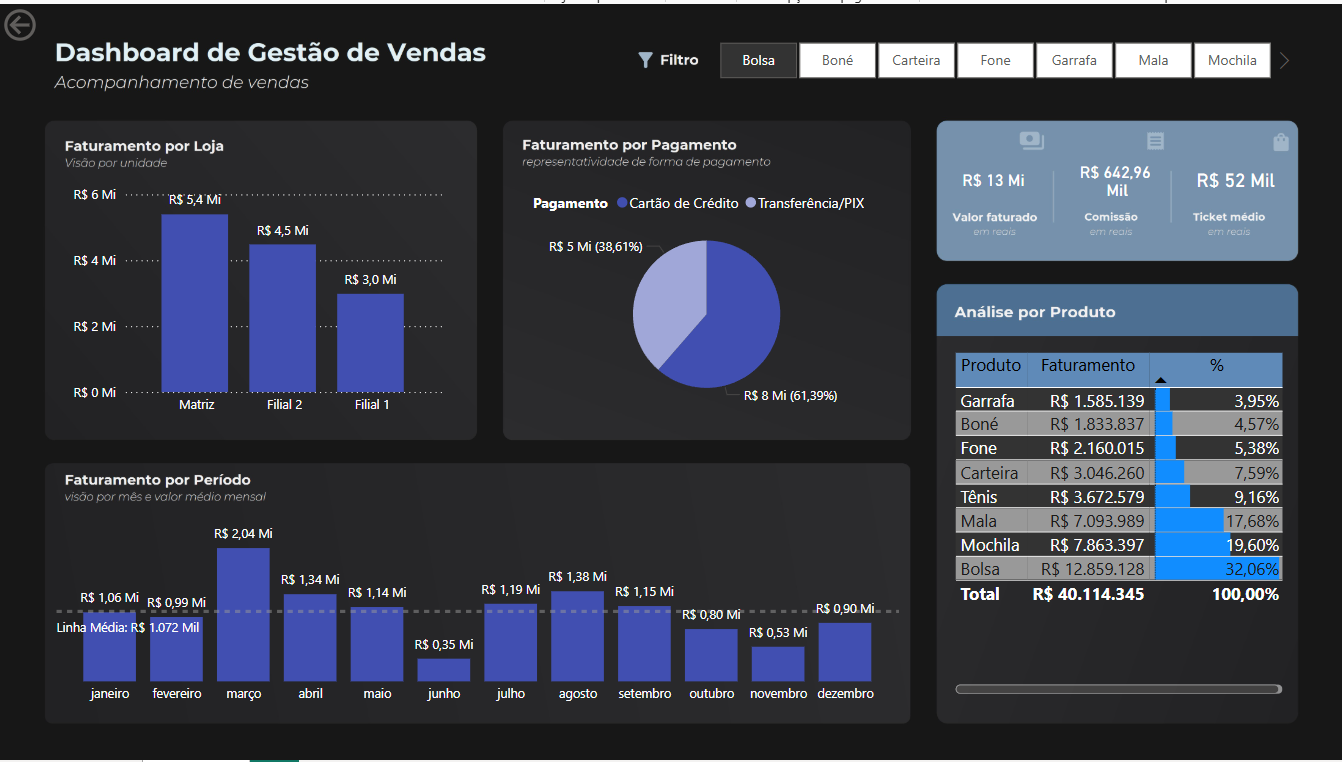 Dashboard de Gestão de Vendas
Acompanhamento de vendas
Filtro
Bolsa
Boné
Carteira
Fone
Garrafa
Mala
Mochila
Faturamento por Loja
Visão por unidade
R$ 6 Mi
R$ 4 Mi
R$ 2 Mi
R$ 0 Mi
R$ 5,4 Mi
R$ 4,5 Mi
R$ 3,0 Mi
Matriz
Filial 2
Filial 1
Faturamento por Pagamento
representatividade de forma de pagamento
Pagamento Cartão de Crédito Transferência/PIX
R$ 5 Mi (38,61%)
R$ 8 Mi (61,39%)
R$ 13 Mi
Valor faturado
em reais
R$ 642,96
Mil
Comissão
em reais
R$ 52 Mil
Ticket médio
em reais
Análise por Produto
Produto Faturamento %
Garrafa R$ 1.585.139 3,95%
Boné R$ 1.833.837 4,57%
Fone R$ 2.160.015 5,38%
Carteira R$ 3.046.260 7,59%
Tênis R$ 3.672.579 9,16%
Mala R$ 7.093.989 17,68%
Mochila R$ 7.863.397 19,60%
Bolsa R$ 12.859.128 32,06%
Total R$ 40.114.345 100,00%
Faturamento por Período
visão por mês e valor médio mensal
R$ 1,06 Mi
R$ 0,99 Mi
R$ 2,04 Mi
R$ 1,34 Mi
R$ 1,14 Mi
R$ 0,35 Mi
R$ 1,19 Mi
R$ 1,38 Mi
R$ 1,15 Mi
R$ 0,80 Mi
R$ 0,53 Mi
R$ 0,90 Mi
Linha Média: R$ 1.072 Mil
janeiro
fevereiro
março
abril
maio
junho
julho
agosto
setembro
outubro
novembro
dezembro